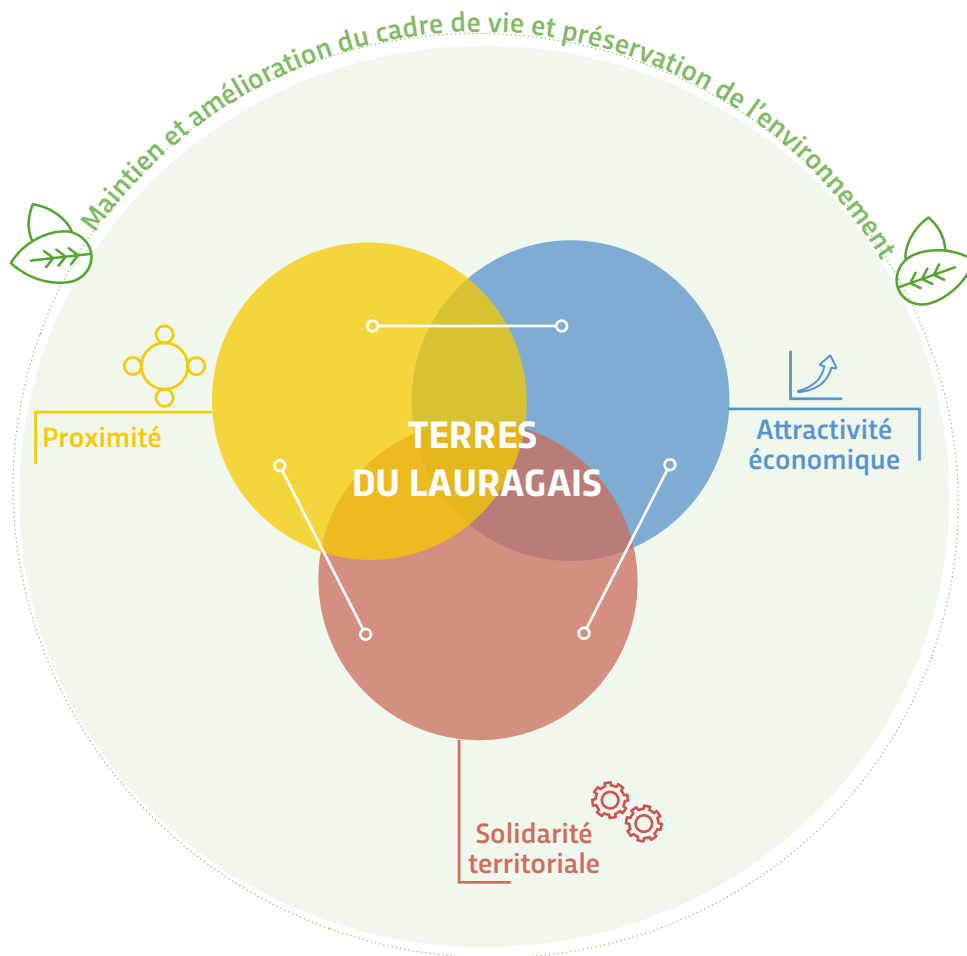 Maintien et amélioration du cadre de vie et préservation de l'environnement
Proximité
TERRES
DU LAURAGAIS
Attractivité
économique
Solidarité
territoriale